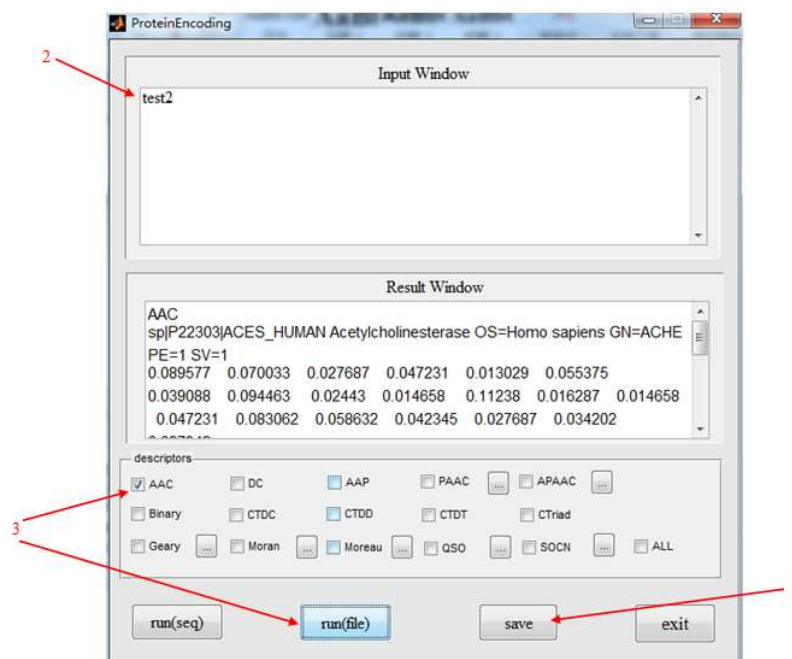 ProteinEncoding
2
Input Window
test2
Result Window
AAC
sp|P22303|ACES_HUMAN Acetylcholinesterase OS=Homo sapiens GN=ACHE
PE=1 SV=1
0.089577 0.070033 0.027687 0.047231 0.013029 0.055375
0.039088 0.094463 0.02443 0.014658 0.11238 0.016287 0.014658
0.047231 0.083062 0.058632 0.042345 0.027687 0.034202
descriptors
AAC DC AAP PAAC ... APAAC ...
3
Binary CTDC CTDD CTDT CTriad
Geary ... Moran ... Moreau ... QSO ... SOCN ... ALL
run(seq) run(file) save exit